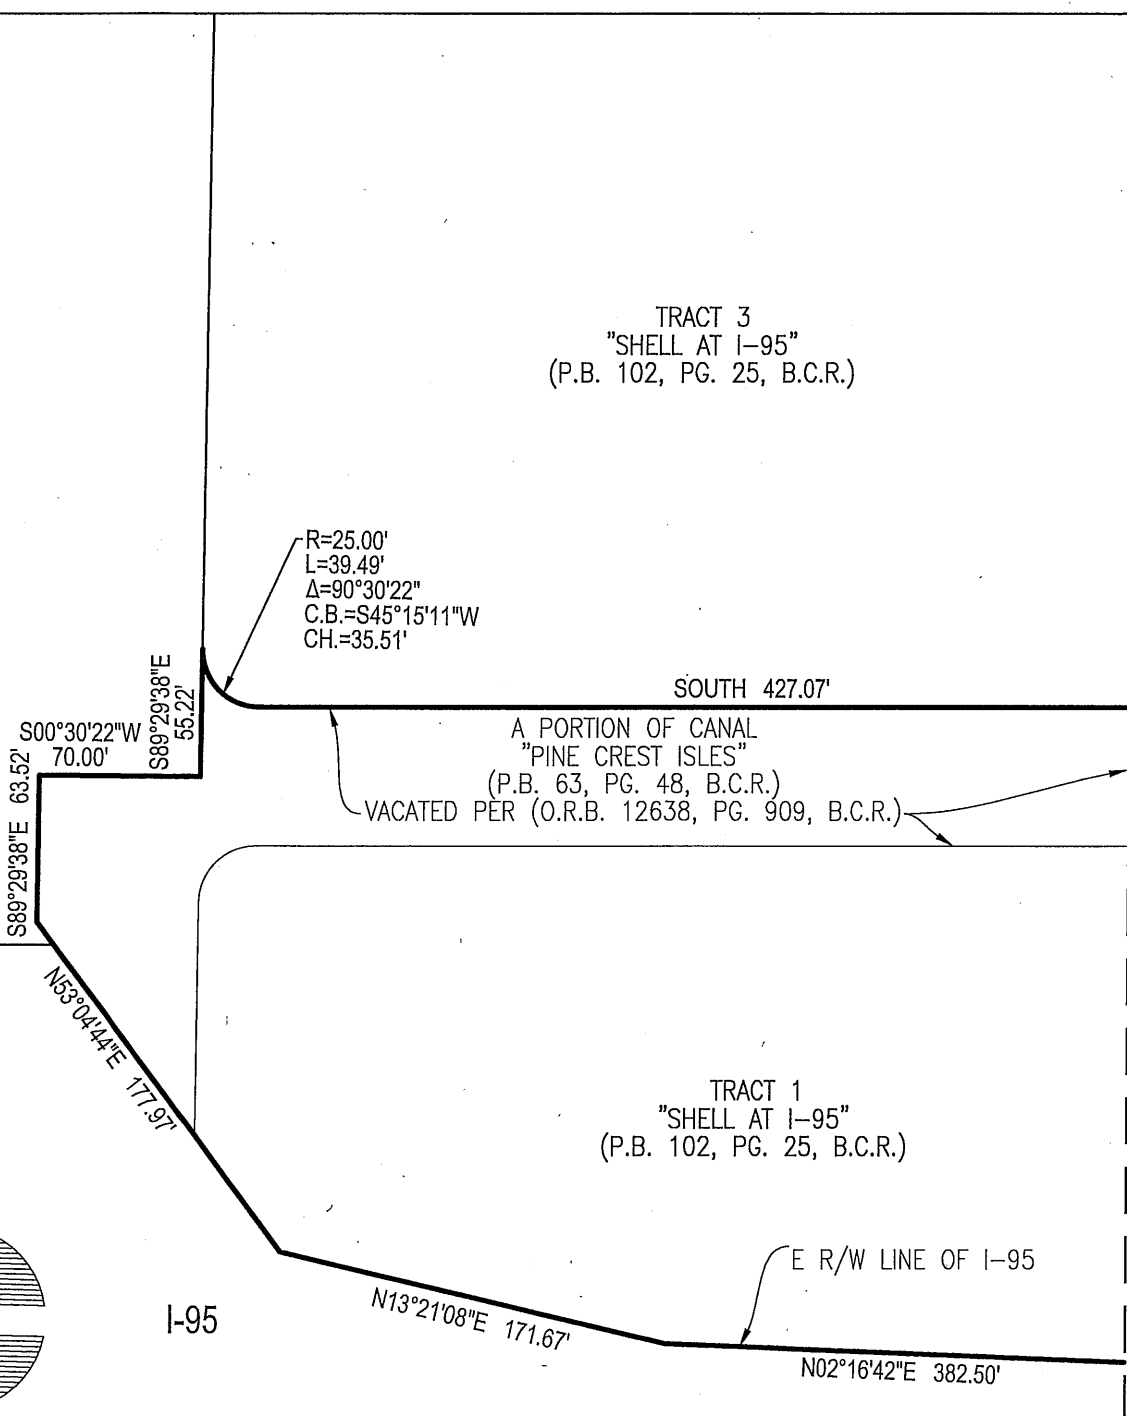 TRACT 3
"SHELL AT I-95"
(P.B. 102, PG. 25, B.C.R.)
R=25.00'
L=39.49'
Δ=90°30'22"
C.B.=S45°15'11"W
CH.=35.51'
S89°29'38"E
55.22'
SOUTH 427.07'
S00°30'22"W
70.00'
A PORTION OF CANAL
"PINE CREST ISLES"
(P.B. 63, PG. 48, B.C.R.)
VACATED PER (O.R.B. 12638, PG. 909, B.C.R.)
S89°29'38"E 63.52'
N53°04'44"E 177.97'
TRACT 1
"SHELL AT I-95"
(P.B. 102, PG. 25, B.C.R.)
E R/W LINE OF I-95
I-95
N13°21'08"E 171.67'
N02°16'42"E 382.50'